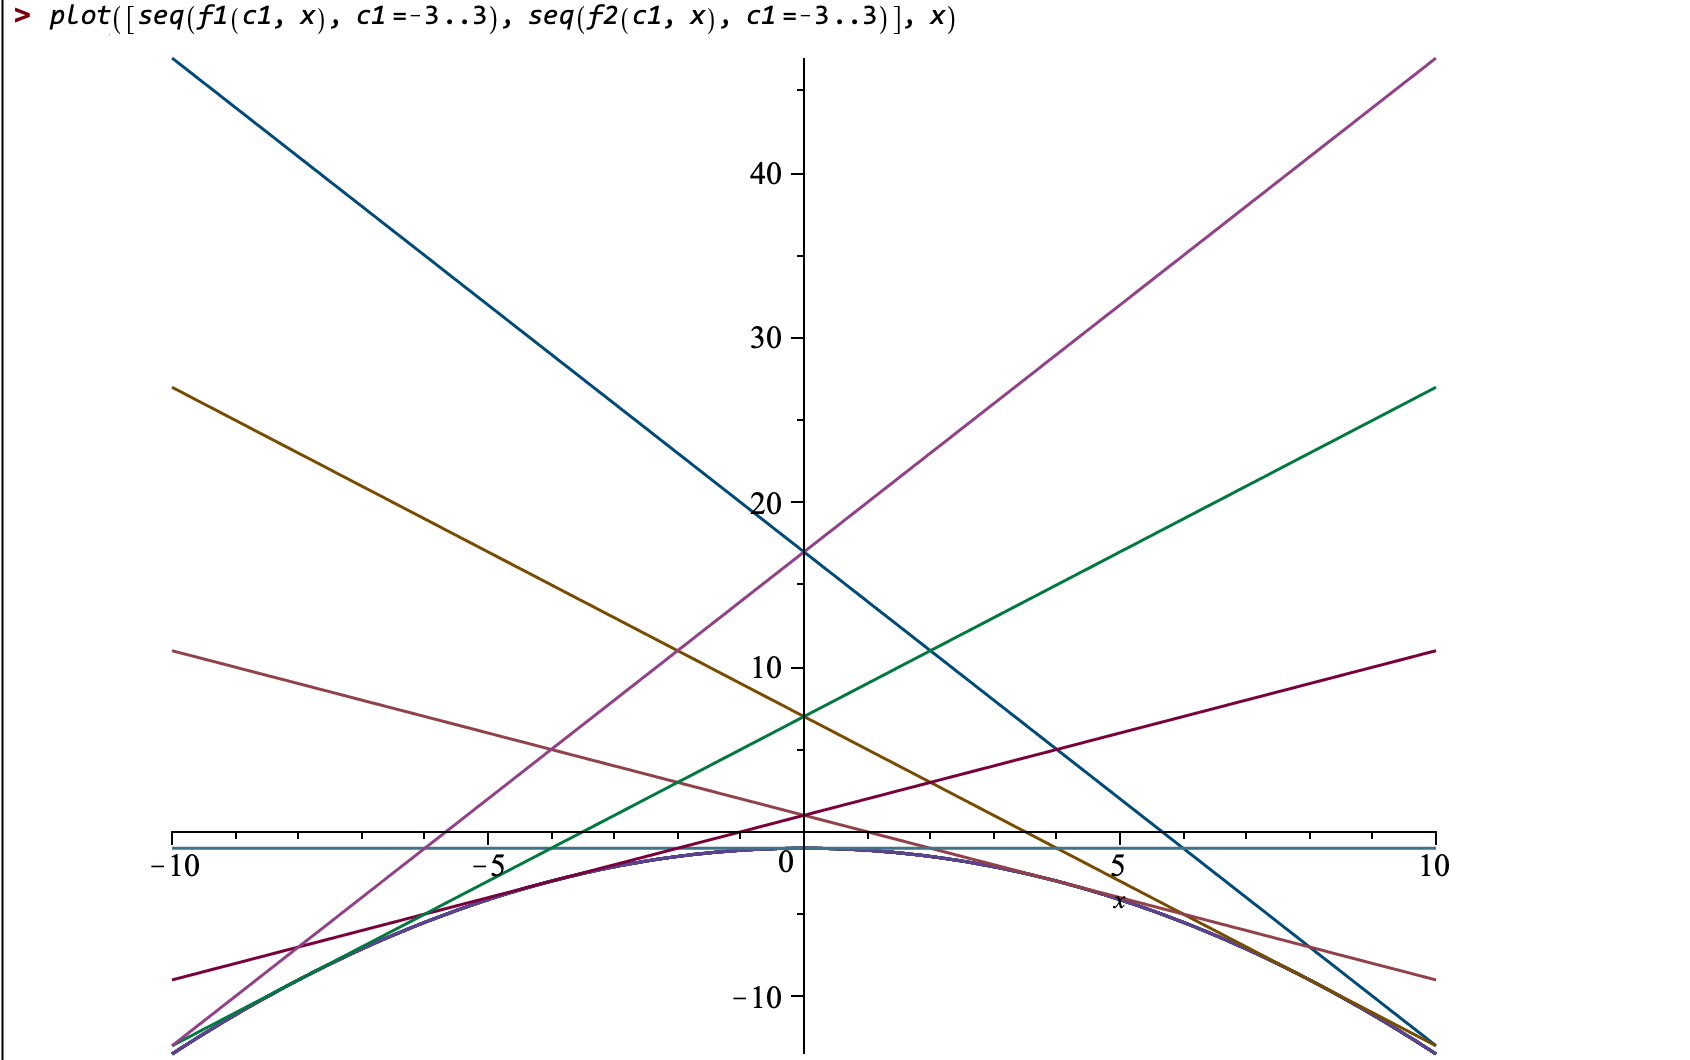 > plot([seq(f1(c1, x), c1=-3..3), seq(f2(c1, x), c1=-3..3)], x)
40
30
20
10
-10 -5 0 5 10
x
-10